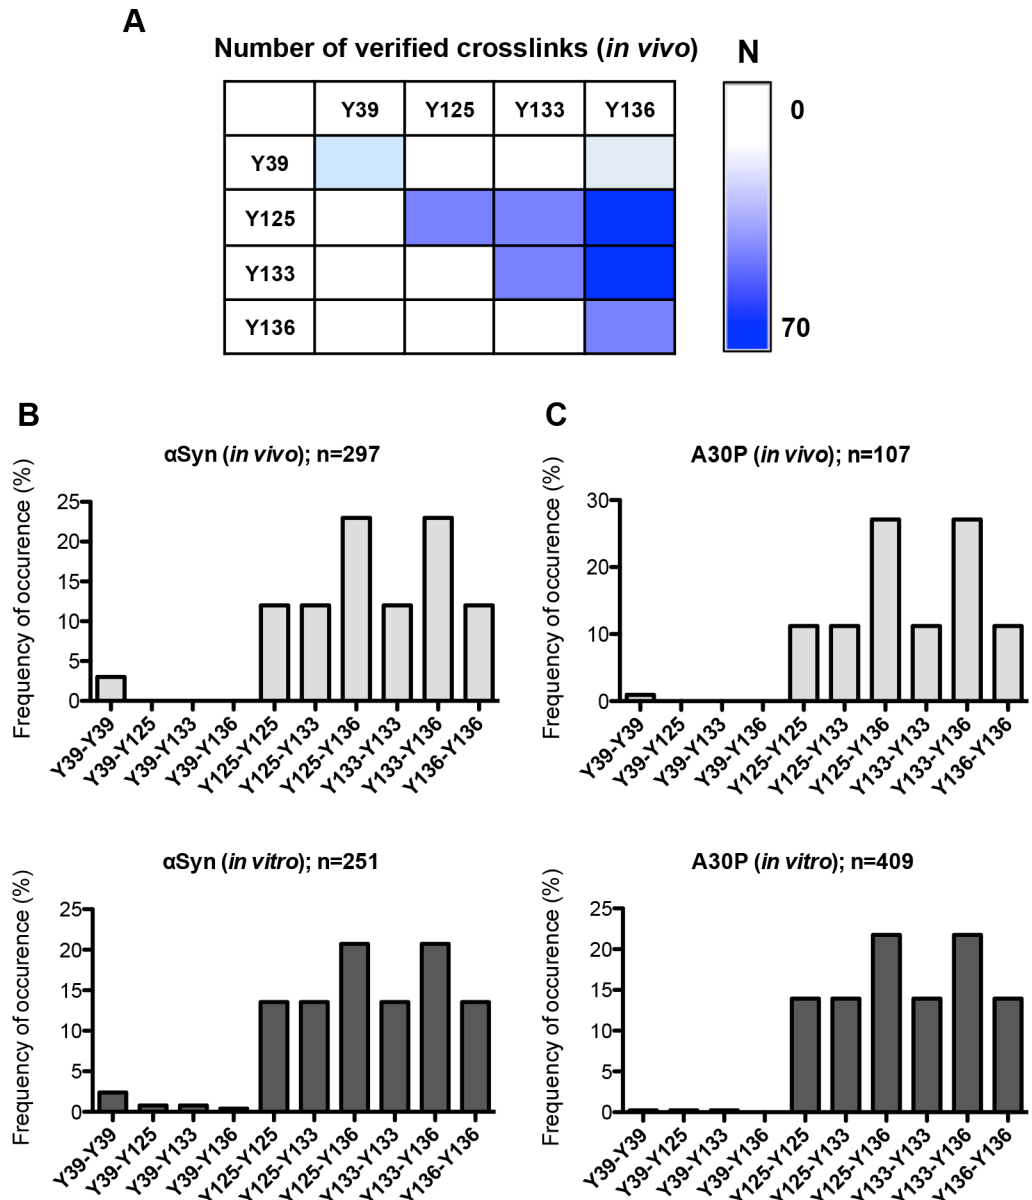 A
Number of verified crosslinks (in vivo)
N
Y39 Y125 Y133 Y136
Y39
Y125
Y133
Y136
0
70
B
αSyn (in vivo); n=297
Frequency of occurence (%)
25
20
15
10
5
0
Y39-Y39
Y39-Y125
Y39-Y133
Y39-Y136
Y125-Y125
Y125-Y133
Y125-Y136
Y133-Y133
Y133-Y136
Y136-Y136
C
A30P (in vivo); n=107
Frequency of occurence (%)
30
20
10
0
Y39-Y39
Y39-Y125
Y39-Y133
Y39-Y136
Y125-Y125
Y125-Y133
Y125-Y136
Y133-Y133
Y133-Y136
Y136-Y136
αSyn (in vitro); n=251
Frequency of occurence (%)
25
20
15
10
5
0
Y39-Y39
Y39-Y125
Y39-Y133
Y39-Y136
Y125-Y125
Y125-Y133
Y125-Y136
Y133-Y133
Y133-Y136
Y136-Y136
A30P (in vitro); n=409
Frequency of occurence (%)
25
20
15
10
5
0
Y39-Y39
Y39-Y125
Y39-Y133
Y39-Y136
Y125-Y125
Y125-Y133
Y125-Y136
Y133-Y133
Y133-Y136
Y136-Y136